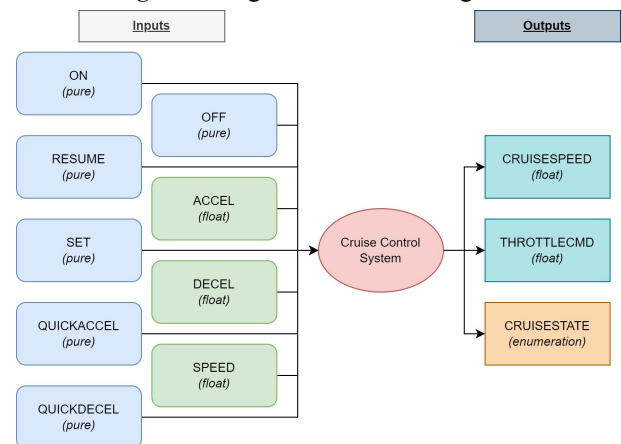 Inputs
Outputs
ON
(pure)
OFF
(pure)
RESUME
(pure)
ACCEL
(float)
SET
(pure)
DECEL
(float)
QUICKACCEL
(pure)
SPEED
(float)
QUICKDECEL
(pure)
Cruise Control
System
CRUISESPEED
(float)
THROTTLECMD
(float)
CRUISESTATE
(enumeration)